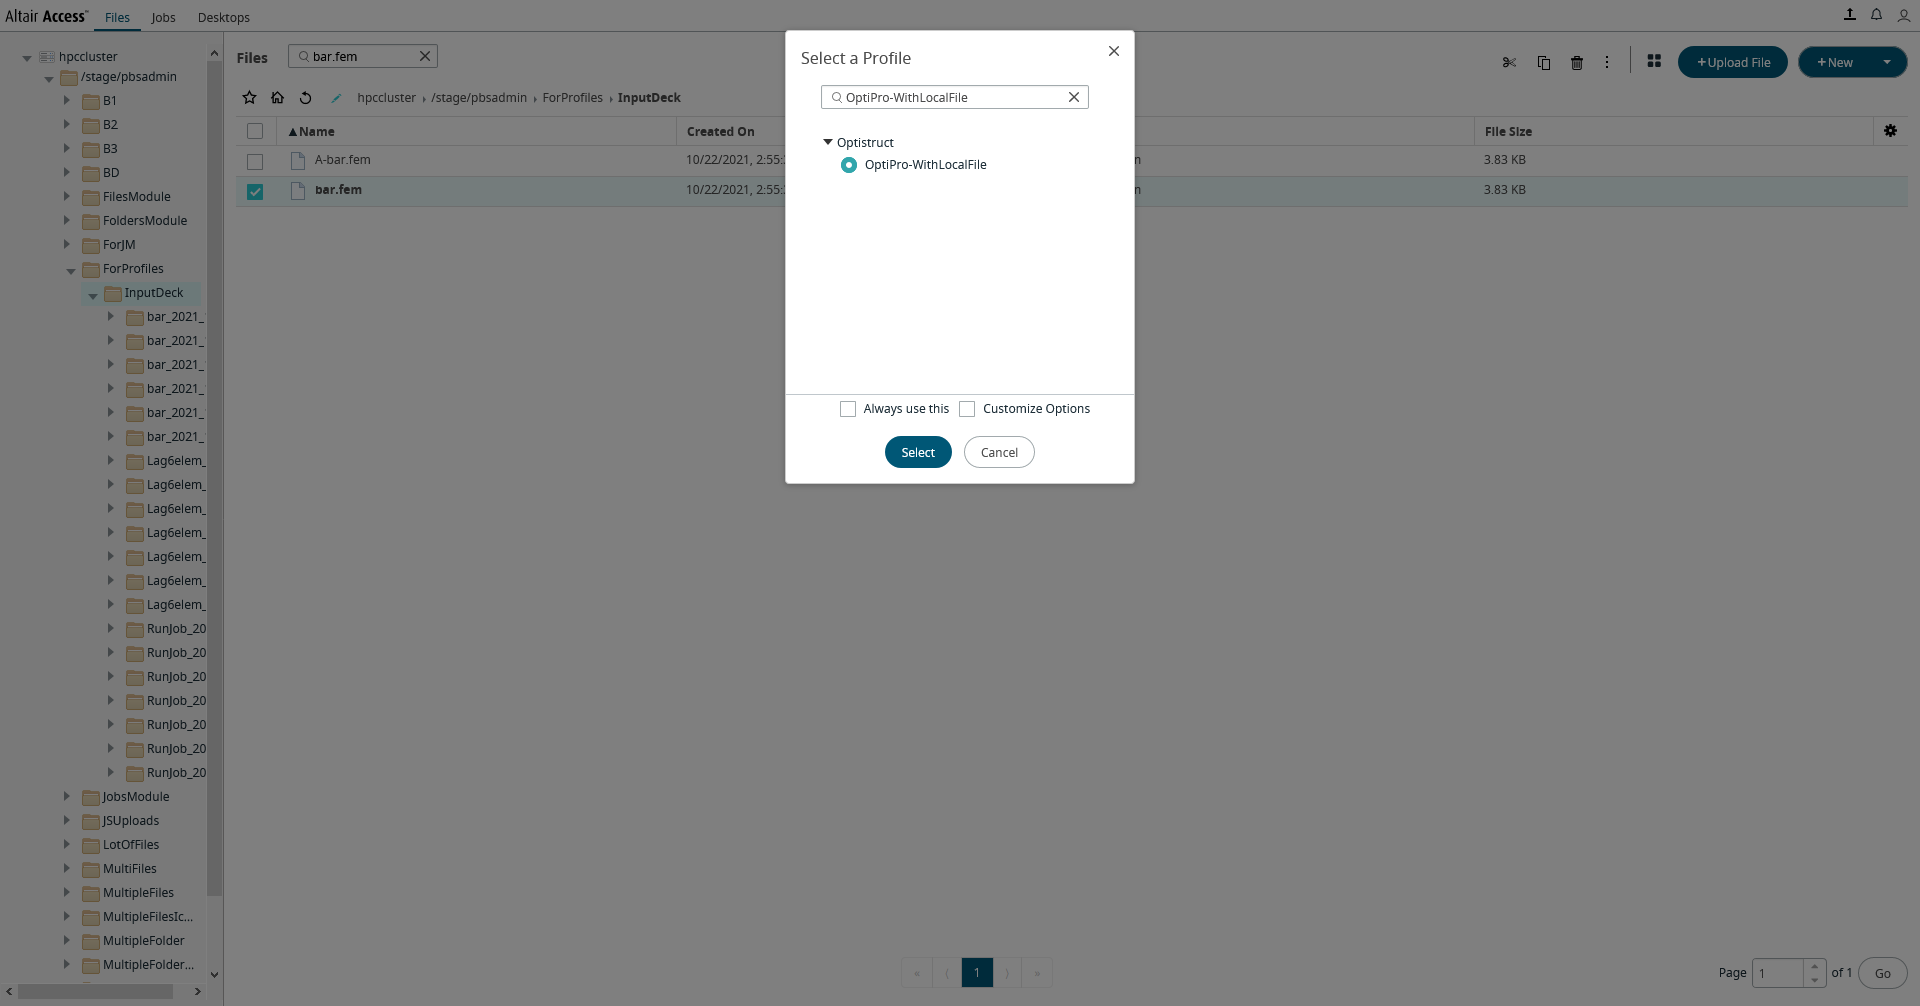 Altair Access™ Files Jobs Desktops
hpccluster
/stage/pbsadmin
B1
B2
B3
BD
FilesModule
FoldersModule
ForJM
ForProfiles
InputDeck
bar_2021_
bar_2021_
bar_2021_
bar_2021_
bar_2021_
bar_2021_
Lag6elem_
Lag6elem_
Lag6elem_
Lag6elem_
Lag6elem_
Lag6elem_
Lag6elem_
RunJob_20
RunJob_20
RunJob_20
RunJob_20
RunJob_20
RunJob_20
RunJob_20
JobsModule
JSUploads
LotOfFiles
MultiFiles
MultipleFiles
MultipleFilesIc...
MultipleFolder
MultipleFolder...
Files bar.fem
+Upload File +New
hpccluster › /stage/pbsadmin › ForProfiles › InputDeck
▲Name Created On File Size
A-bar.fem 10/22/2021, 2:55: n 3.83 KB
bar.fem 10/22/2021, 2:55: n 3.83 KB
Select a Profile
OptiPro-WithLocalFile
Optistruct
OptiPro-WithLocalFile
Always use this Customize Options
Select Cancel
« ⟨ 1 ⟩ »
Page 1 of 1 Go